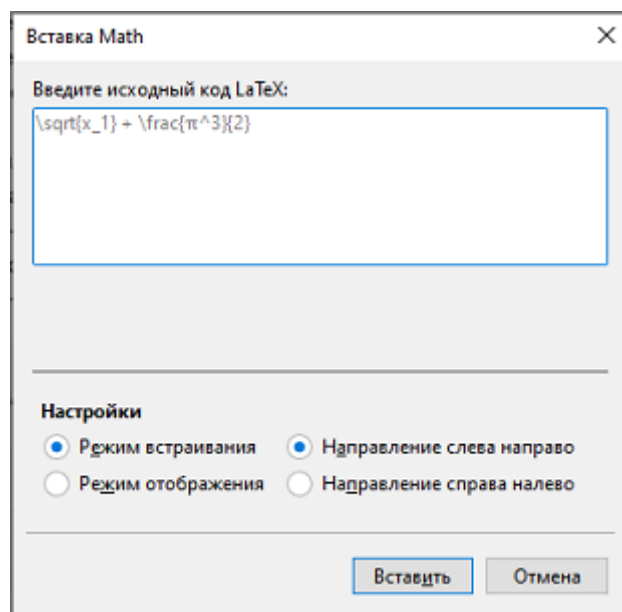 Вставка Math
Введите исходный код LaTeX:
\sqrt{x_1} + \frac{π^3}{2}
Настройки
Режим встраивания Направление слева направо
Режим отображения Направление справа налево
Вставить Отмена